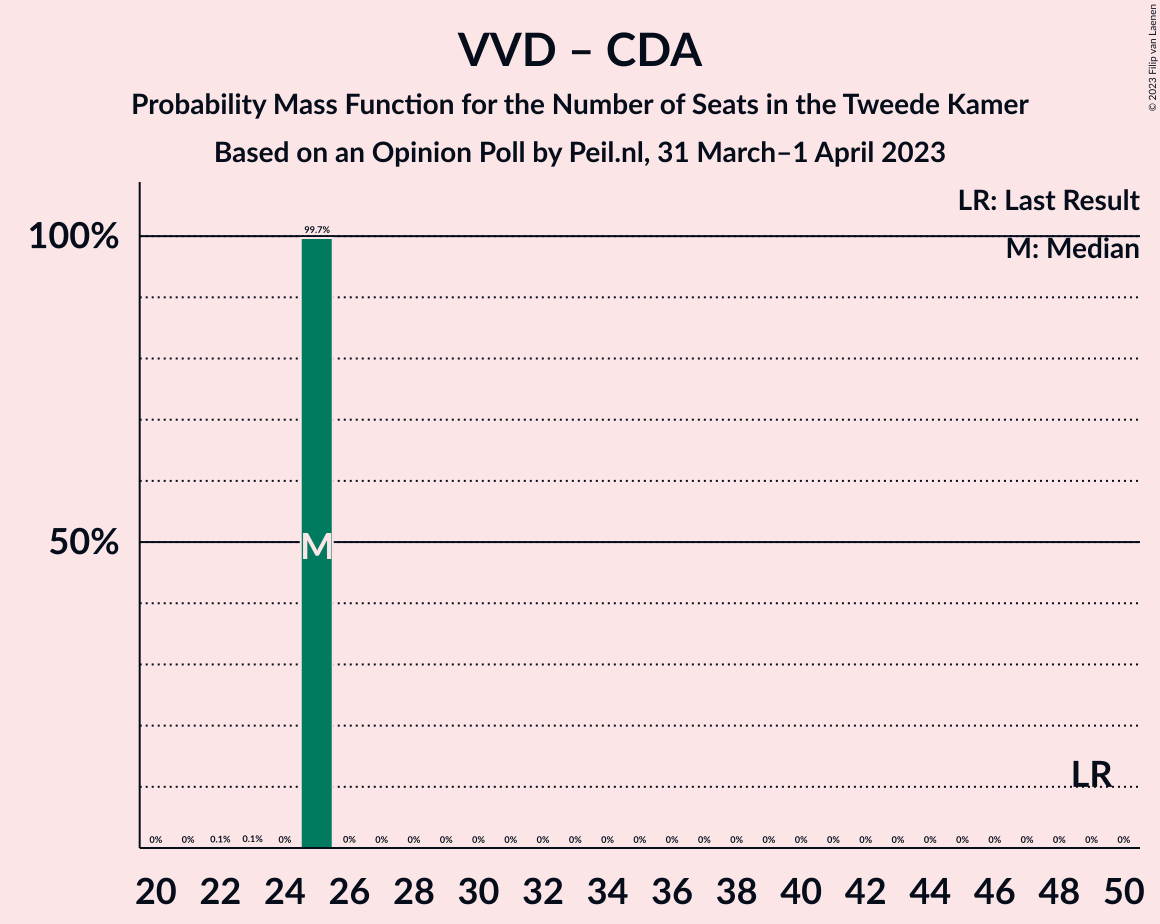 VVD – CDA
Probability Mass Function for the Number of Seats in the Tweede Kamer
Based on an Opinion Poll by Peil.nl, 31 March–1 April 2023
© 2023 Filip van Laenen
LR: Last Result
M: Median
100%
50%
99.7%
M
LR
0% 0% 0.1% 0.1% 0% 0% 0% 0% 0% 0% 0% 0% 0% 0% 0% 0% 0% 0% 0% 0% 0% 0% 0% 0% 0% 0% 0% 0% 0% 0%
20 22 24 26 28 30 32 34 36 38 40 42 44 46 48 50